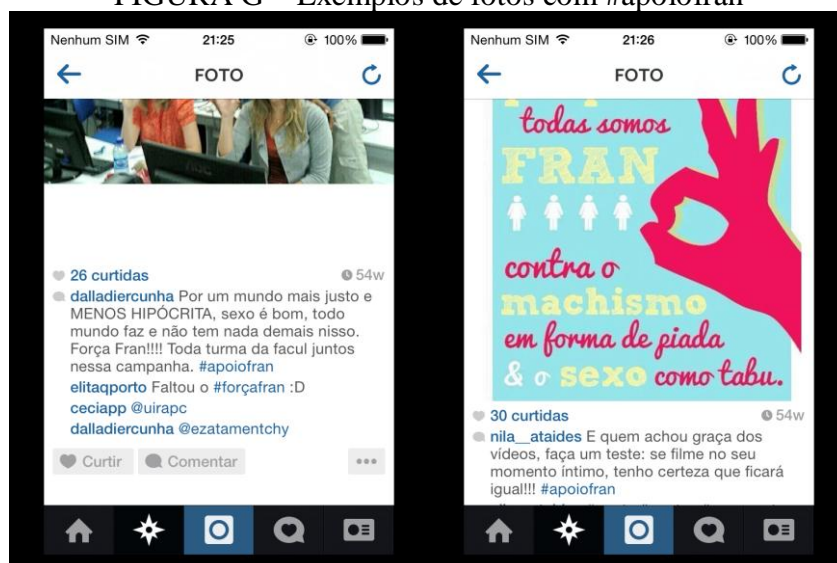 FIGURA G – Exemplos de fotos com #apoiofran
Nenhum SIM 21:25 100%
FOTO
26 curtidas 54w
dalladiercunha Por um mundo mais justo e
MENOS HIPÓCRITA, sexo é bom, todo
mundo faz e não tem nada demais nisso.
Força Fran!!!! Toda turma da facul juntos
nessa campanha. #apoiofran
elitaqporto Faltou o #forçafran :D
ceciapp @uirapc
dalladiercunha @ezatamentchy
Curtir Comentar
Nenhum SIM 21:26 100%
FOTO
todas somos
FRAN
contra o
machismo
em forma de piada
& o sexo como tabu.
30 curtidas 54w
nila__ataides E quem achou graça dos
vídeos, faça um teste: se filme no seu
momento íntimo, tenho certeza que ficará
igual!!! #apoiofran